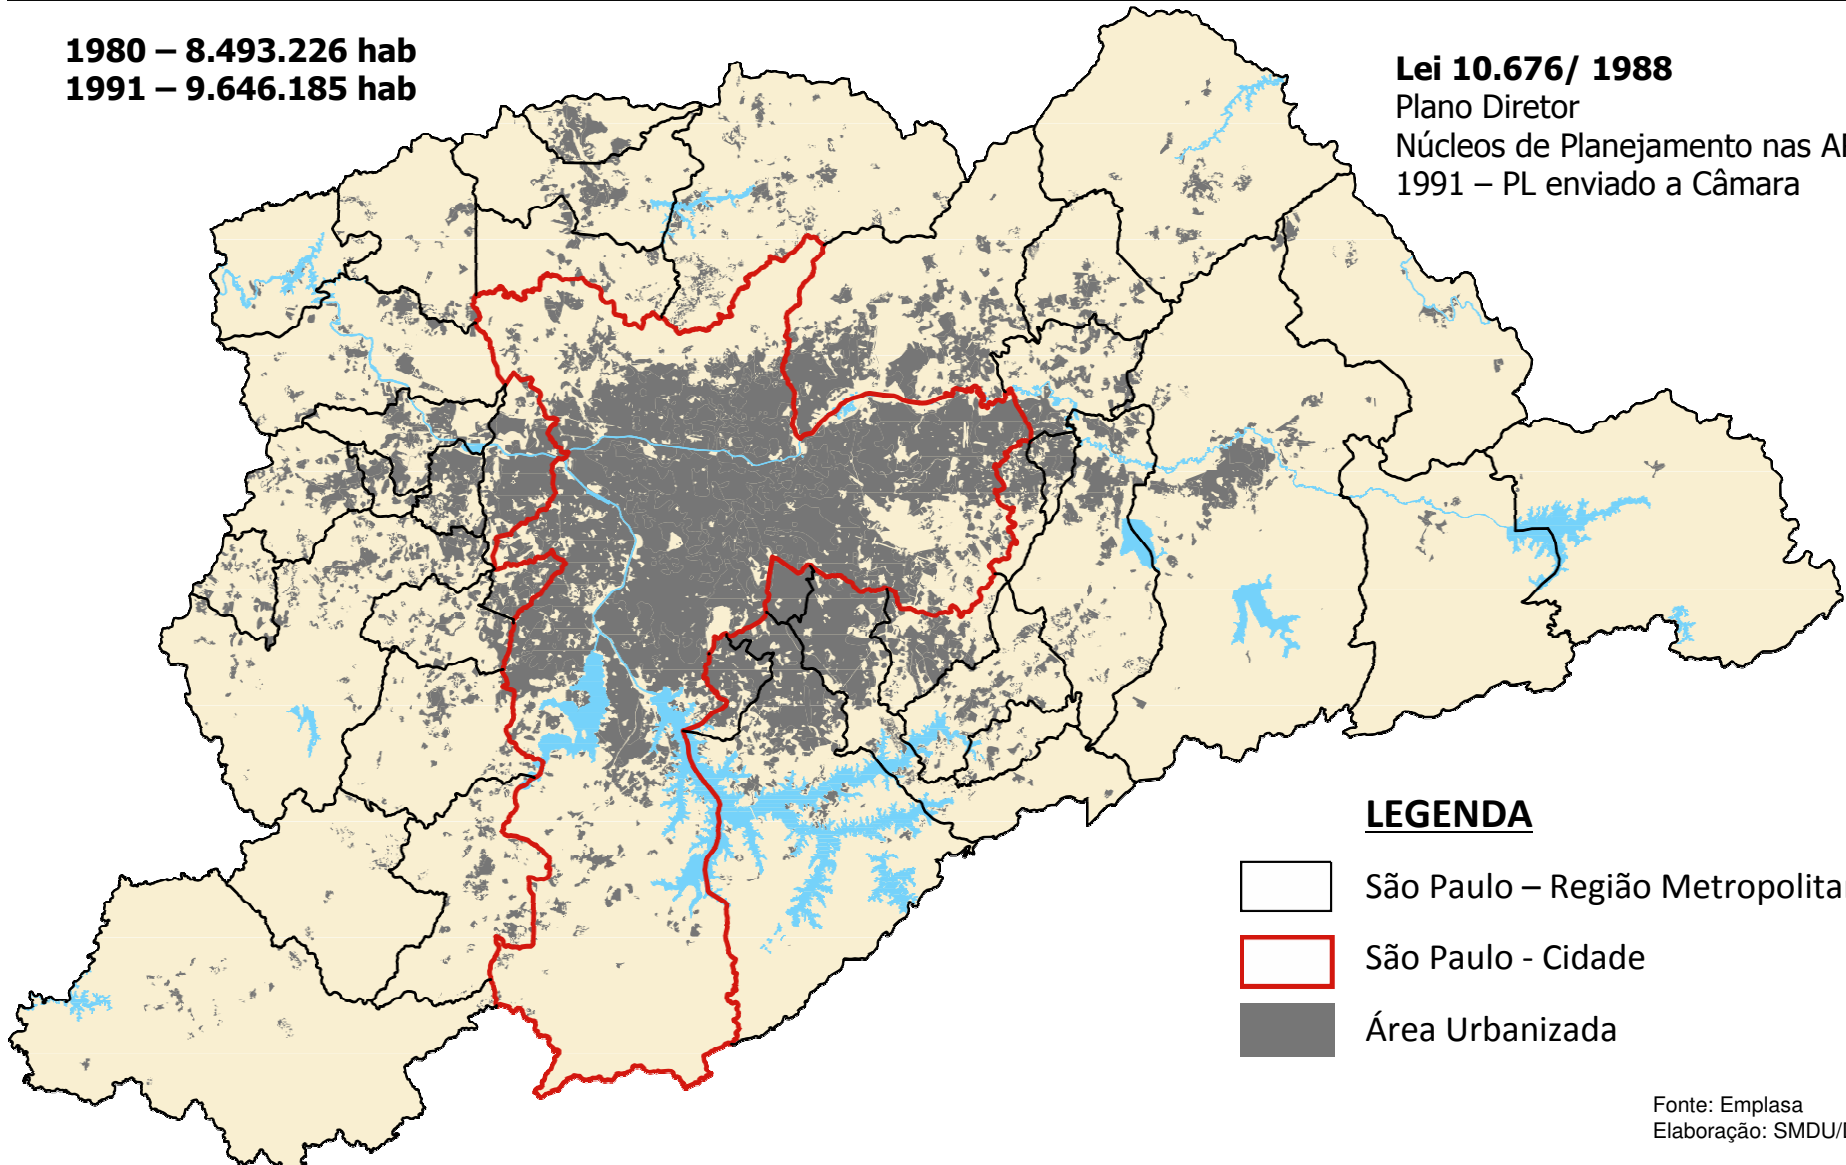 1980 – 8.493.226 hab
1991 – 9.646.185 hab
Lei 10.676/ 1988
Plano Diretor
Núcleos de Planejamento nas
1991 – PL enviado a Câmara
LEGENDA
São Paulo – Região
São Paulo - Cidade
Área Urbanizada
Fonte: Emplasa
Elaboração: